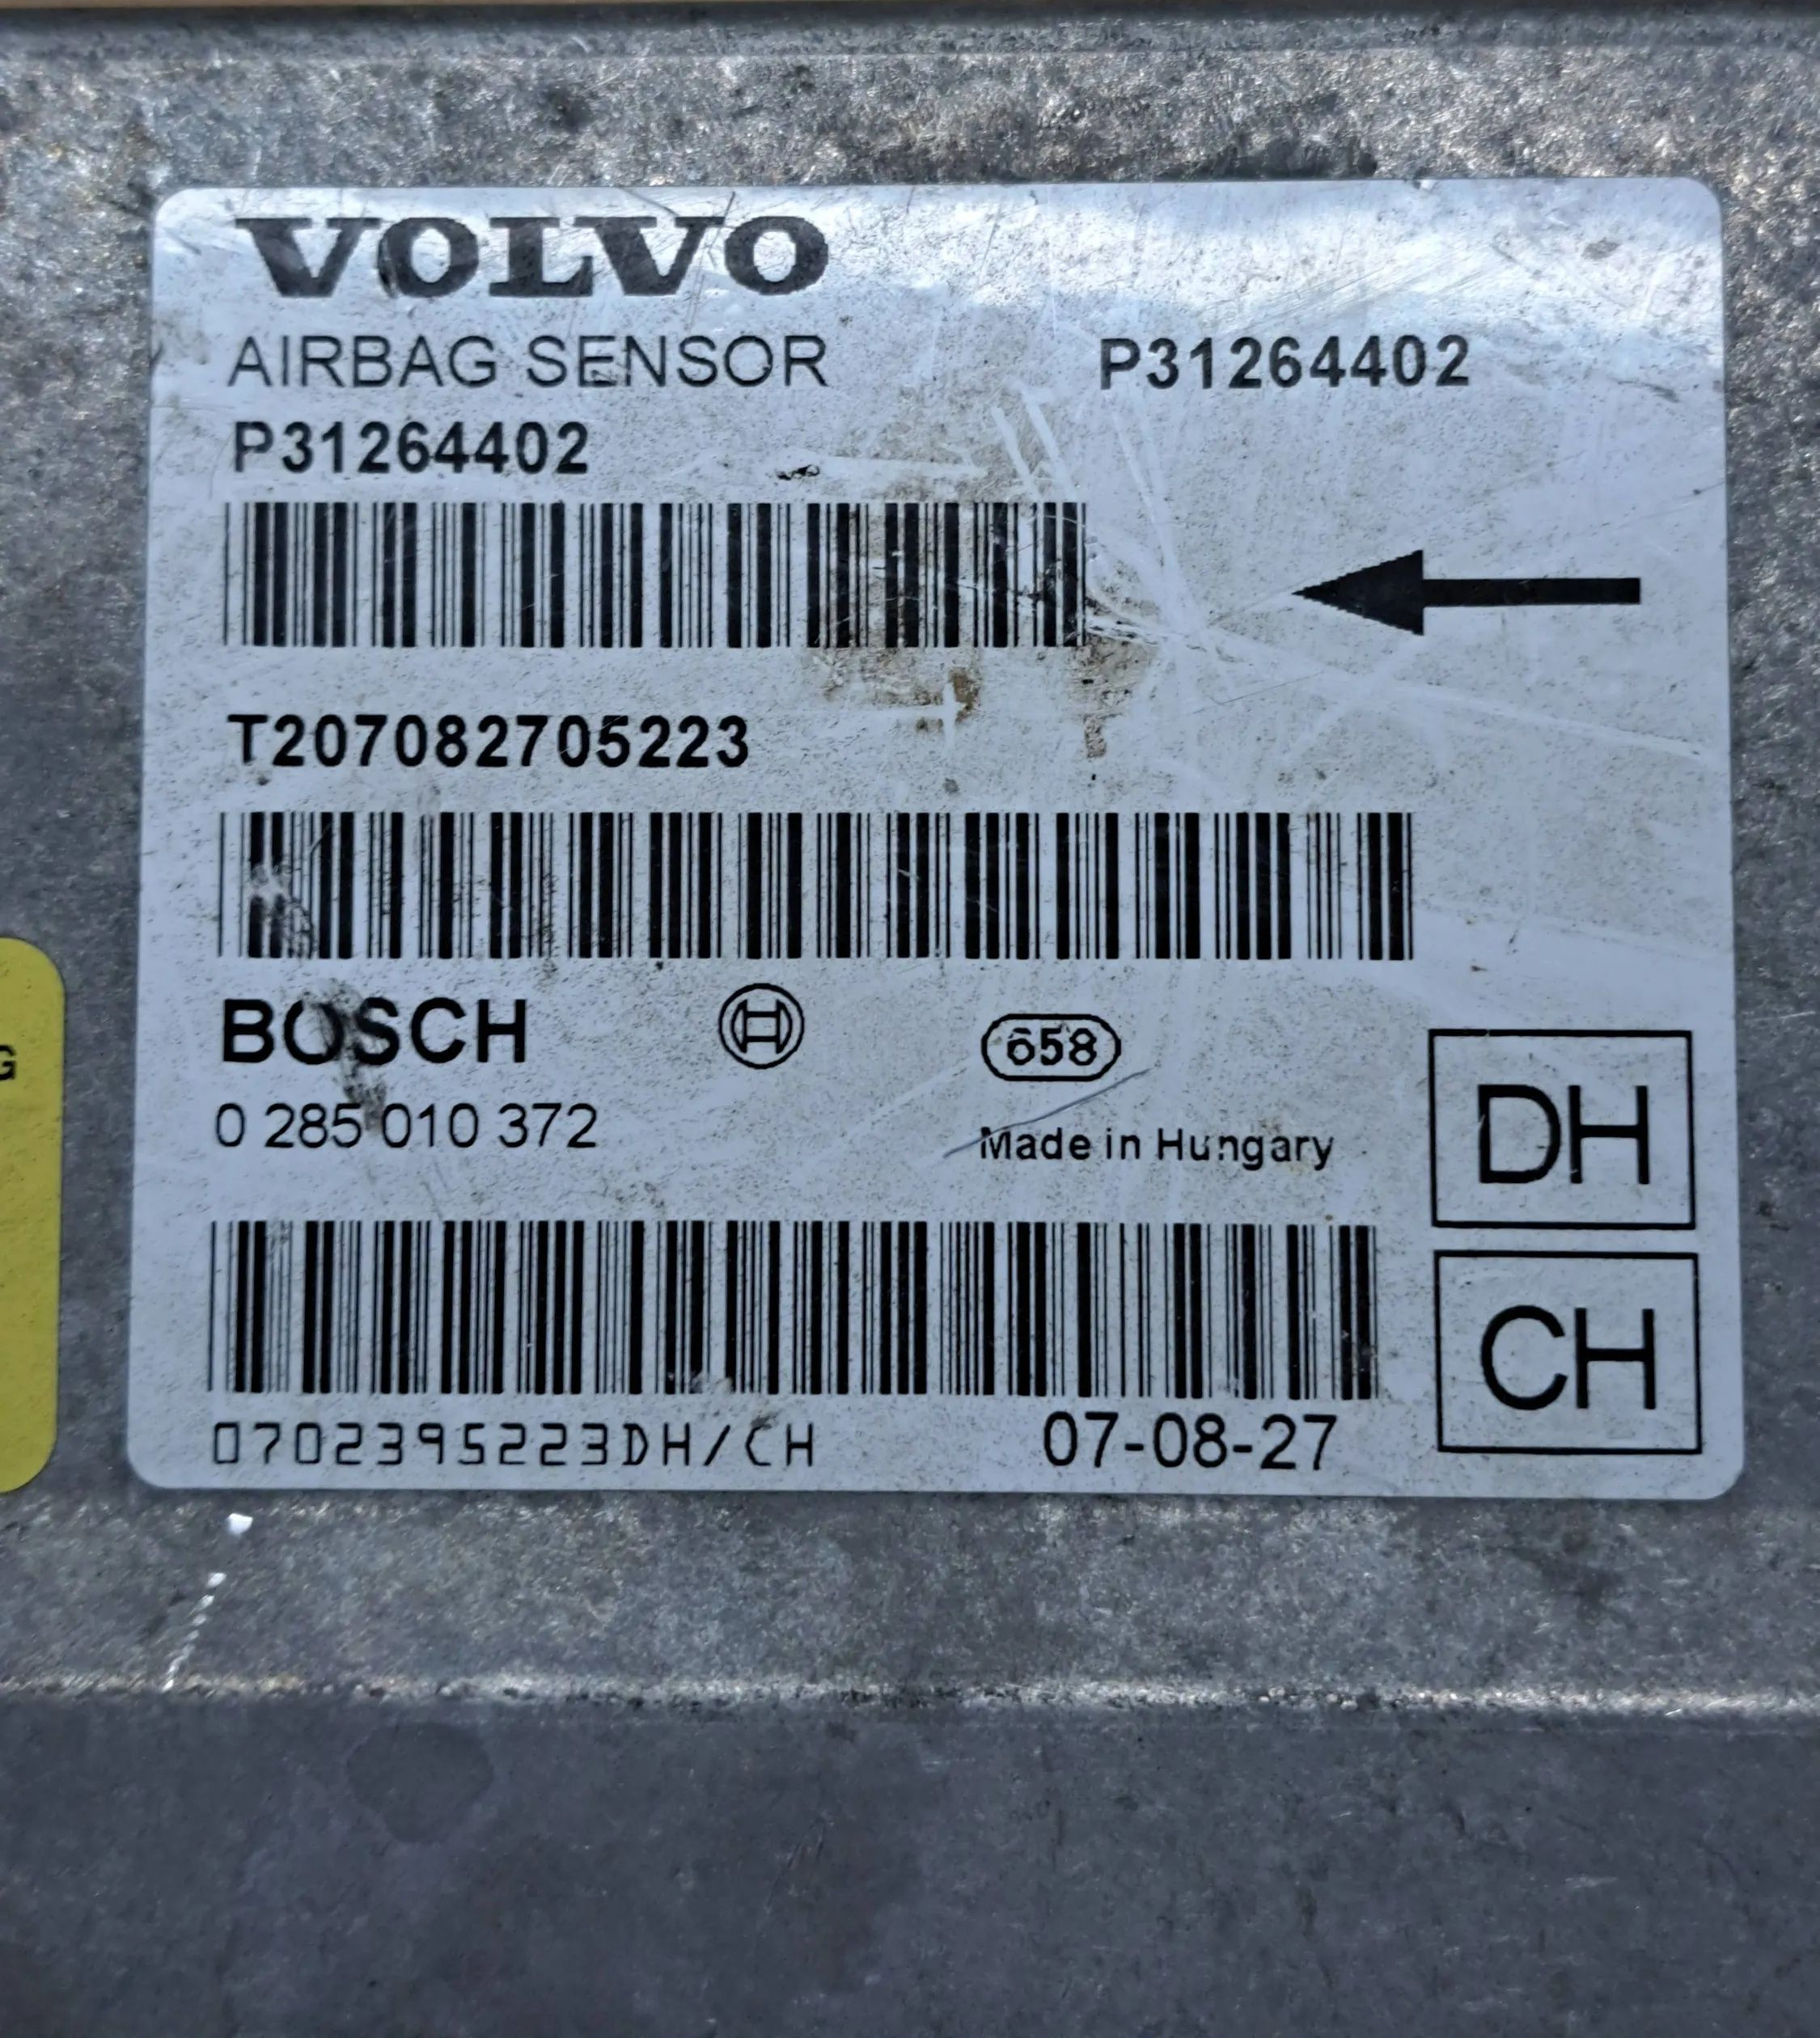 VOLVO
AIRBAG SENSOR P31264402
P31264402
T207082705223
BOSCH 658
0 285 010 372 Made in Hungary
DH
CH
0702395223DH/CH 07-08-27
G